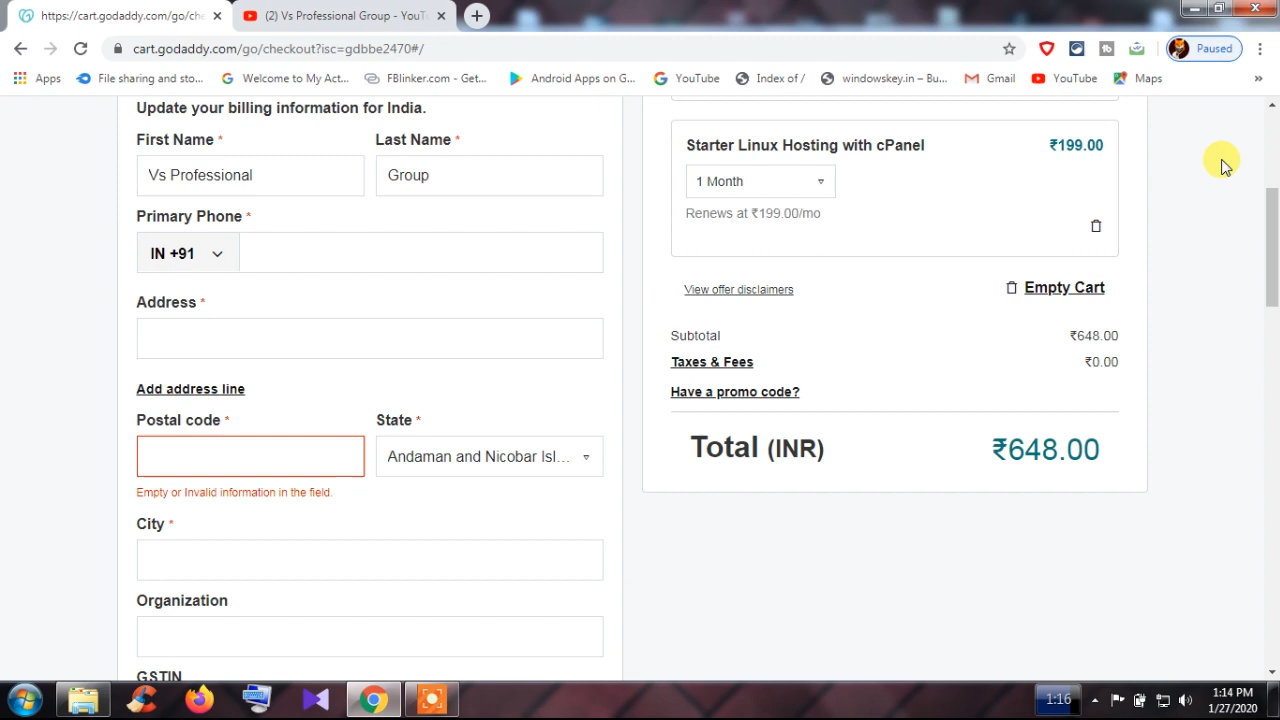 https://cart.godaddy.com/go/che
(2) Vs Professional Group - YouT
cart.godaddy.com/go/checkout?isc=gdbbe2470#/
Paused
Apps
File sharing and sto...
Welcome to My Act...
FBlinker.com - Get...
Android Apps on G...
YouTube
Index of /
windowskey.in – Bu...
Gmail
YouTube
Maps
»
Update your billing information for India.
First Name *
Last Name *
Vs Professional
Group
Primary Phone *
IN +91
Address *
Add address line
Postal code *
State *
Andaman and Nicobar Isl...
Empty or Invalid information in the field.
City *
Organization
GSTIN
Starter Linux Hosting with cPanel
₹199.00
1 Month
Renews at ₹199.00/mo
View offer disclaimers
Empty Cart
Subtotal
₹648.00
Taxes & Fees
₹0.00
Have a promo code?
Total (INR)
₹648.00
1:16
1:14 PM
1/27/2020